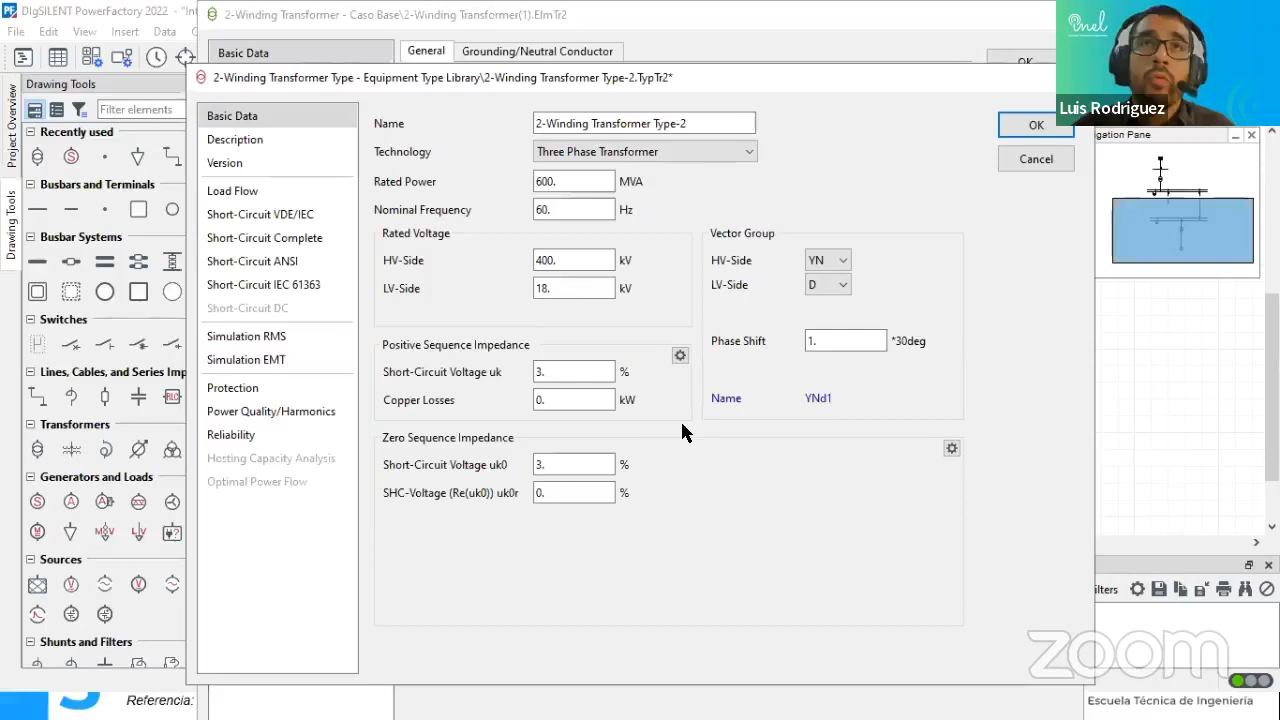 DIgSILENT PowerFactory 2022 - "Int
File
Edit
View
Insert
Data
Drawing Tools
Filter elements
Project Overview
Drawing Tools
Recently used
Busbars and Terminals
Busbar Systems
Switches
Lines, Cables, and Series Imp
Transformers
Generators and Loads
Sources
Shunts and Filters
2-Winding Transformer - Caso Base\2-Winding Transformer(1).ElmTr2
Basic Data
General
Grounding/Neutral Conductor
OK
2-Winding Transformer Type - Equipment Type Library\2-Winding Transformer Type-2.TypTr2*
Basic Data
Description
Version
Load Flow
Short-Circuit VDE/IEC
Short-Circuit Complete
Short-Circuit ANSI
Short-Circuit IEC 61363
Short-Circuit DC
Simulation RMS
Simulation EMT
Protection
Power Quality/Harmonics
Reliability
Hosting Capacity Analysis
Optimal Power Flow
Name 2-Winding Transformer Type-2
Technology Three Phase Transformer
Rated Power 600. MVA
Nominal Frequency 60. Hz
Rated Voltage
HV-Side 400. kV
LV-Side 18. kV
Vector Group
HV-Side YN
LV-Side D
Phase Shift 1. *30deg
Name YNd1
Positive Sequence Impedance
Short-Circuit Voltage uk 3. %
Copper Losses 0. kW
Zero Sequence Impedance
Short-Circuit Voltage uk0 3. %
SHC-Voltage (Re(uk0)) uk0r 0. %
OK
Cancel
inel
Luis Rodriguez
igation Pane
ilters
zoom
Referencia:
Escuela Técnica de Ingeniería